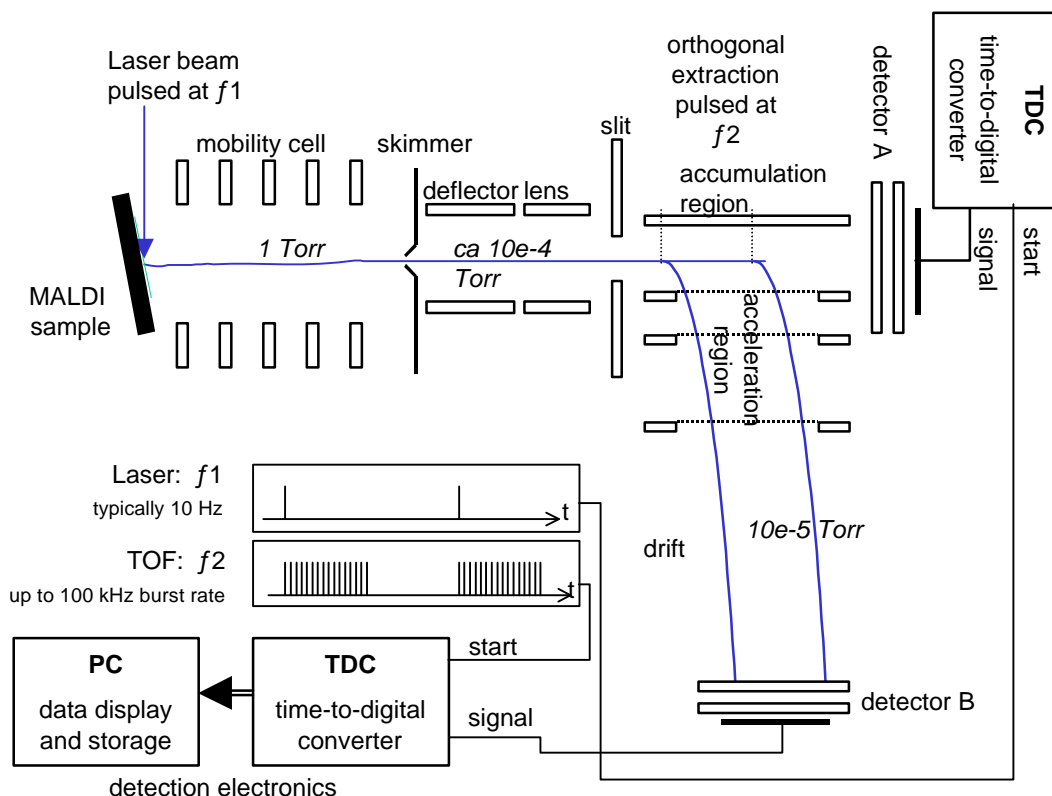 Laser beam
pulsed at ƒ1
mobility cell
skimmer
deflector lens
slit
orthogonal
extraction
pulsed at
ƒ2
accumulation
region
detector A
TDC
time-to-digital
converter
signal
start
1 Torr
ca 10e-4
Torr
MALDI
sample
acceleration
region
Laser: ƒ1
typically 10 Hz
t
TOF: ƒ2
up to 100 kHz burst rate
t
drift
10e-5 Torr
PC
data display
and storage
TDC
time-to-digital
converter
start
signal
detector B
detection electronics